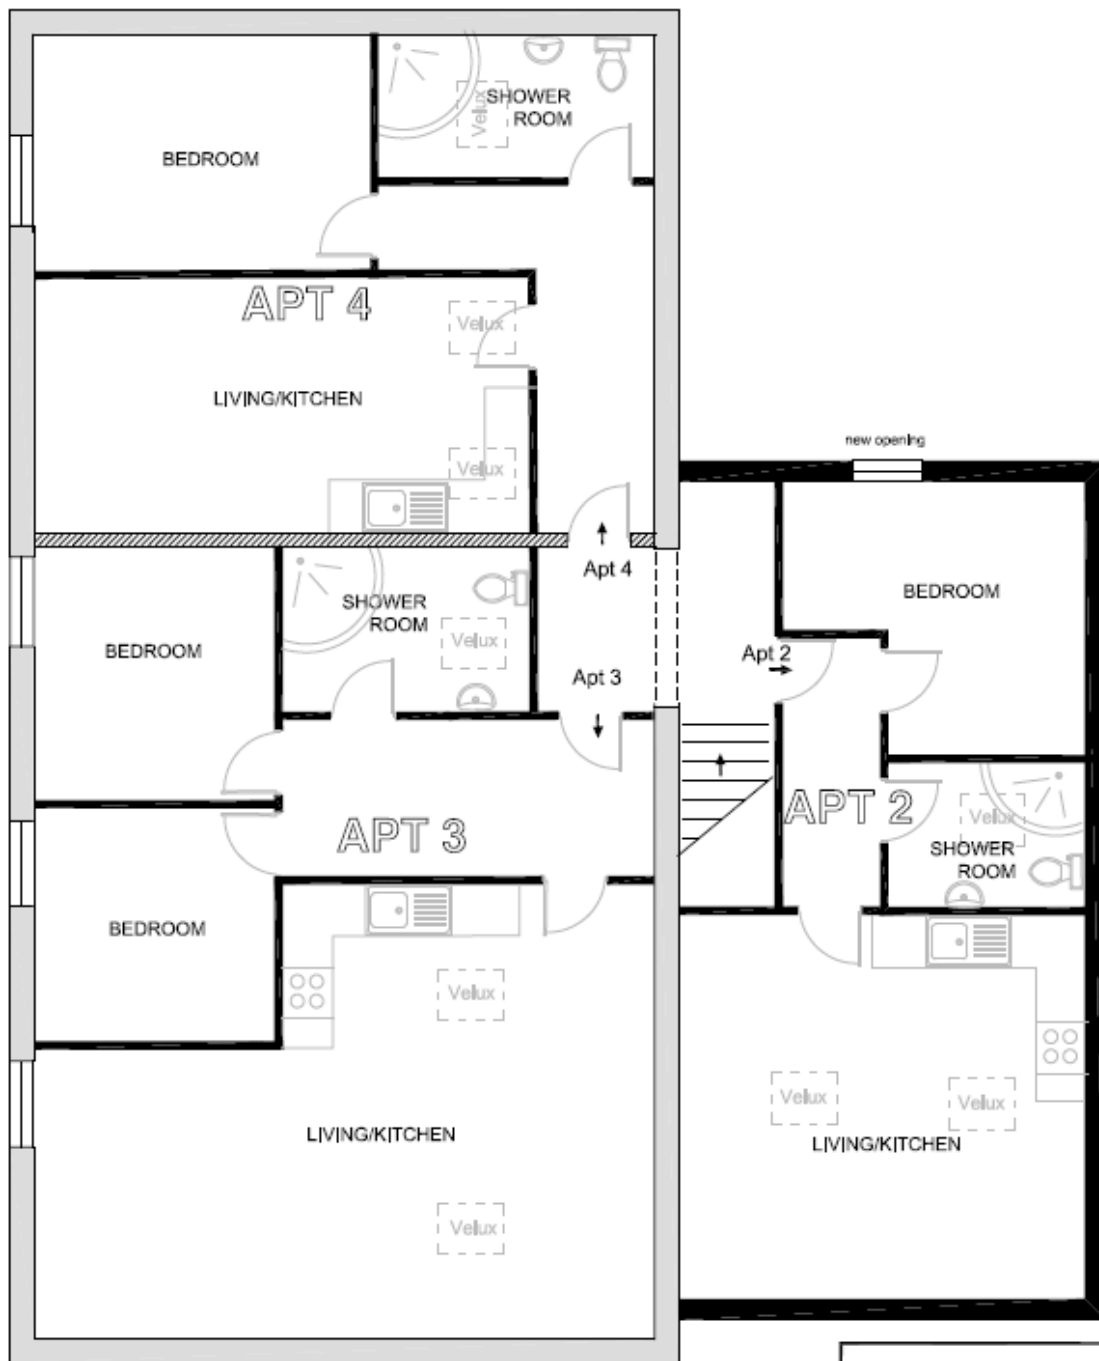 SHOWER
ROOM
Velux
BEDROOM
APT 4
Velux
LIVING/KITCHEN
Velux
new opening
Apt 4
BEDROOM
SHOWER
ROOM
Velux
BEDROOM
Apt 2
Apt 3
APT 2
APT 3
Velux
SHOWER
ROOM
BEDROOM
Velux
Velux
Velux
LIVING/KITCHEN
LIVING/KITCHEN
Velux